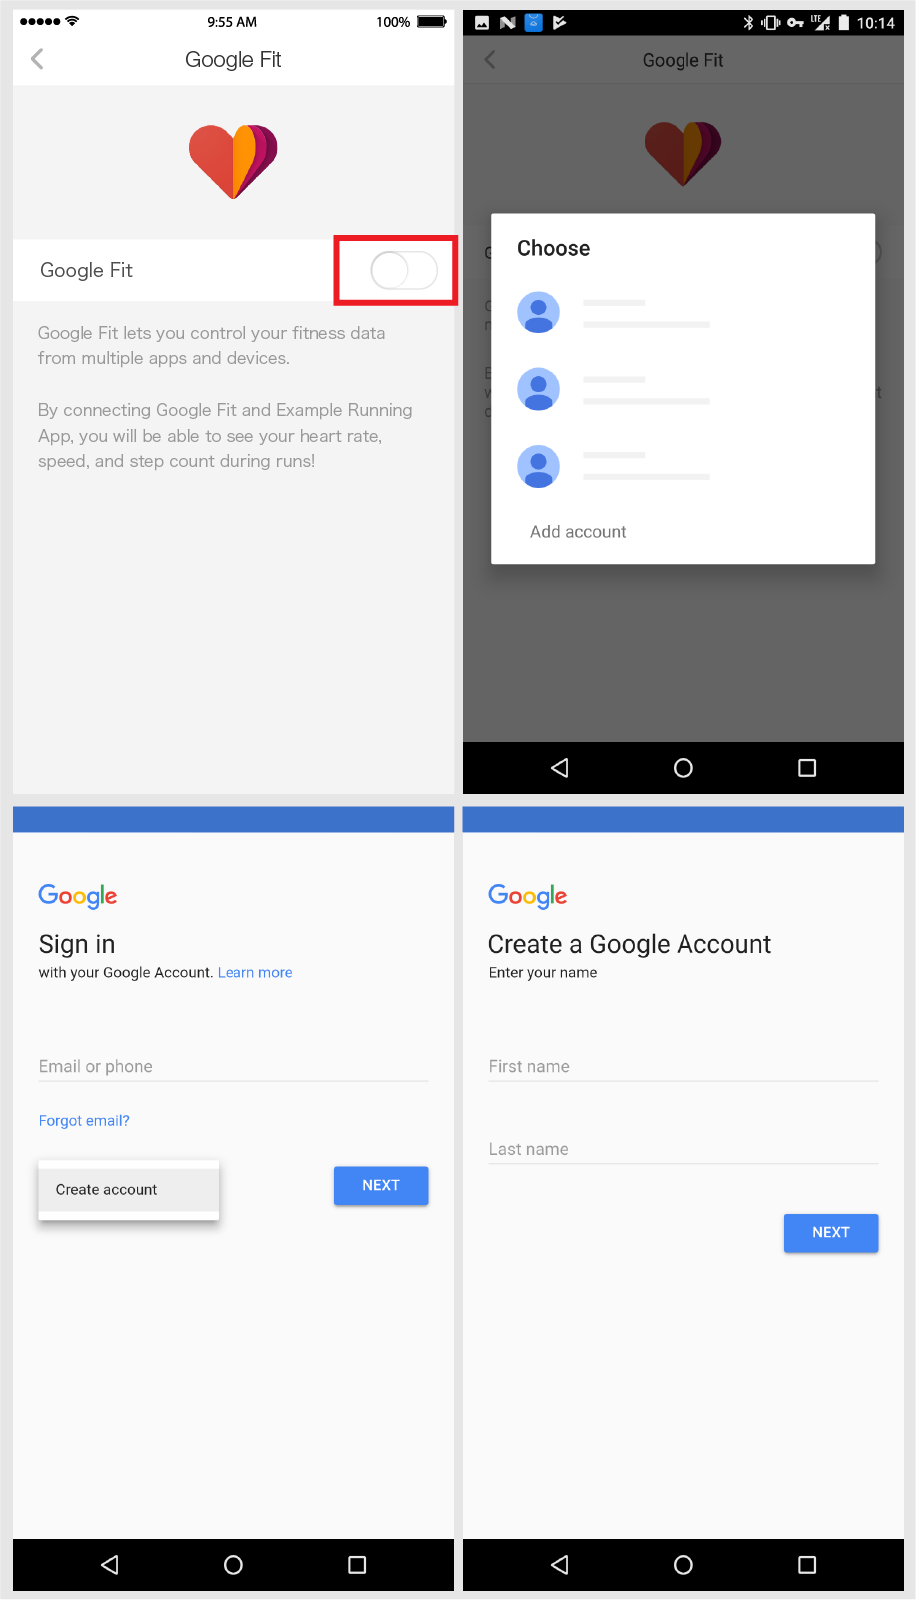 9:55 AM 100%
Google Fit
Google Fit
Google Fit lets you control your fitness data
from multiple apps and devices.
By connecting Google Fit and Example Running
App, you will be able to see your heart rate,
speed, and step count during runs!
LTE 10:14
Google Fit
Choose
Add account
Google
Sign in
with your Google Account. Learn more
Email or phone
Forgot email?
Create account
NEXT
Google
Create a Google Account
Enter your name
First name
Last name
NEXT